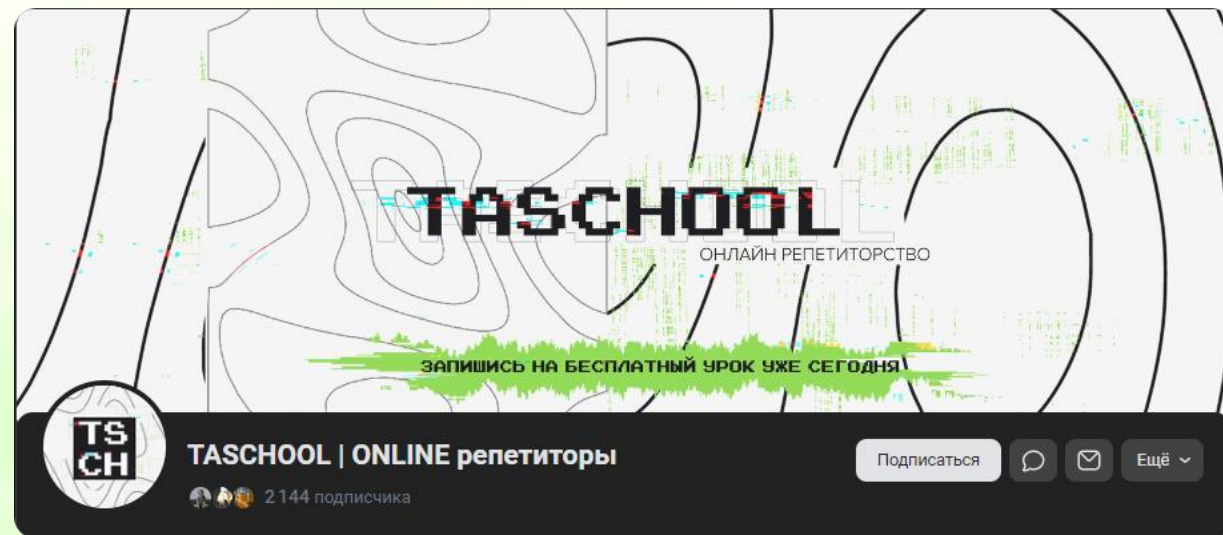 TASCHOOL
ОНЛАЙН РЕПЕТИТОРСТВО
ЗАПИШИСЬ НА БЕСПЛАТНЫЙ УРОК УЖЕ СЕГОДНЯ
TS
CH
TASCHOOL | ONLINE репетиторы
2 144 подписчика
Подписаться
Ещё